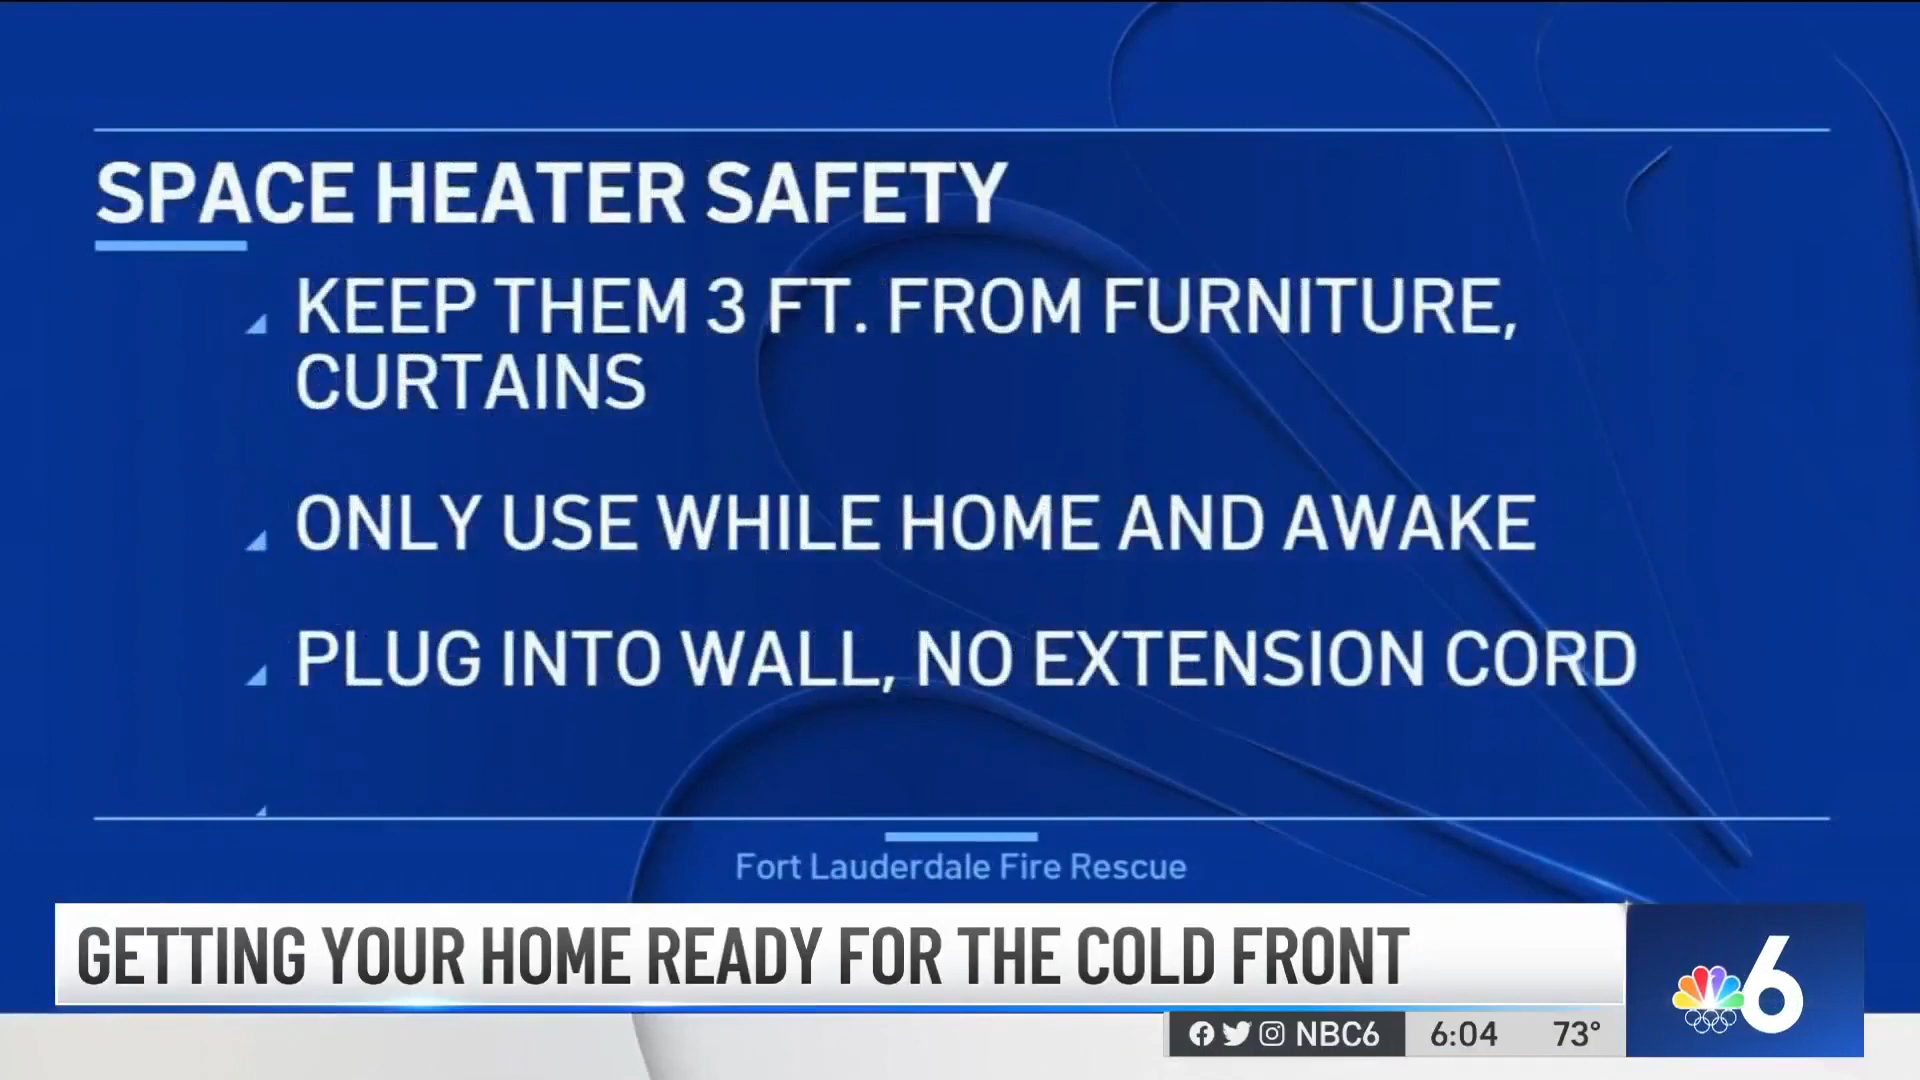 SPACE HEATER SAFETY
KEEP THEM 3 FT. FROM FURNITURE,
CURTAINS
ONLY USE WHILE HOME AND AWAKE
PLUG INTO WALL, NO EXTENSION CORD
Fort Lauderdale Fire Rescue
GETTING YOUR HOME READY FOR THE COLD FRONT
6
NBC6 6:04 73°